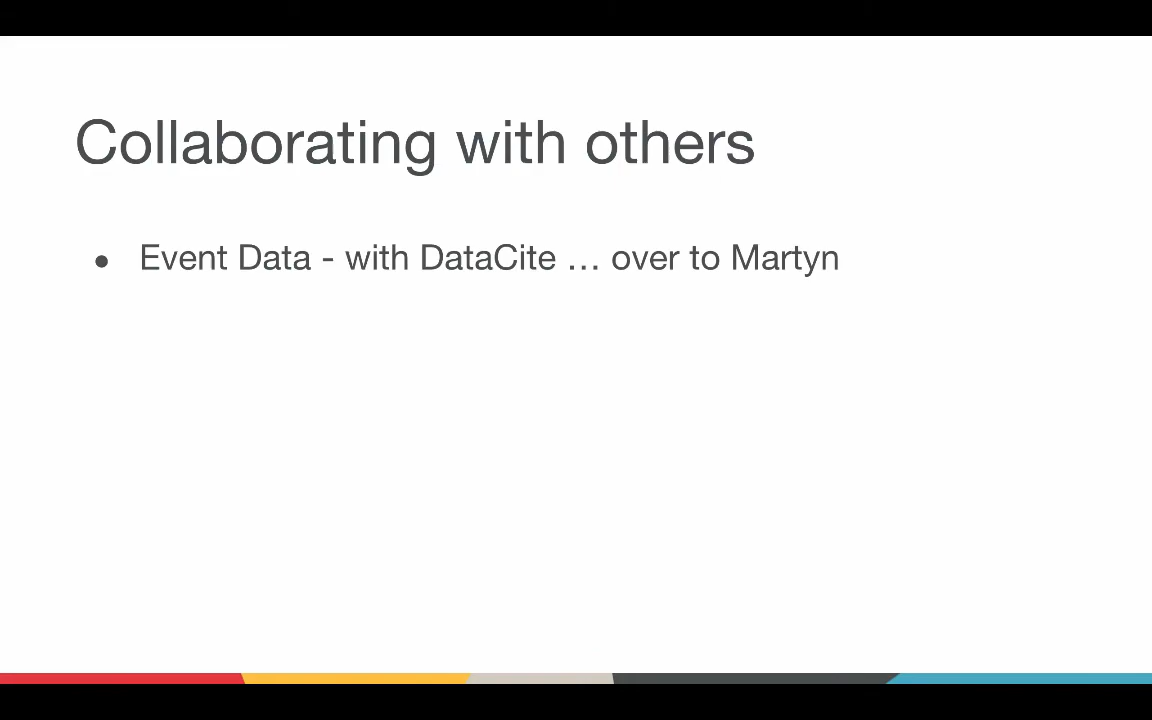 Collaborating with others
● Event Data - with DataCite … over to Martyn